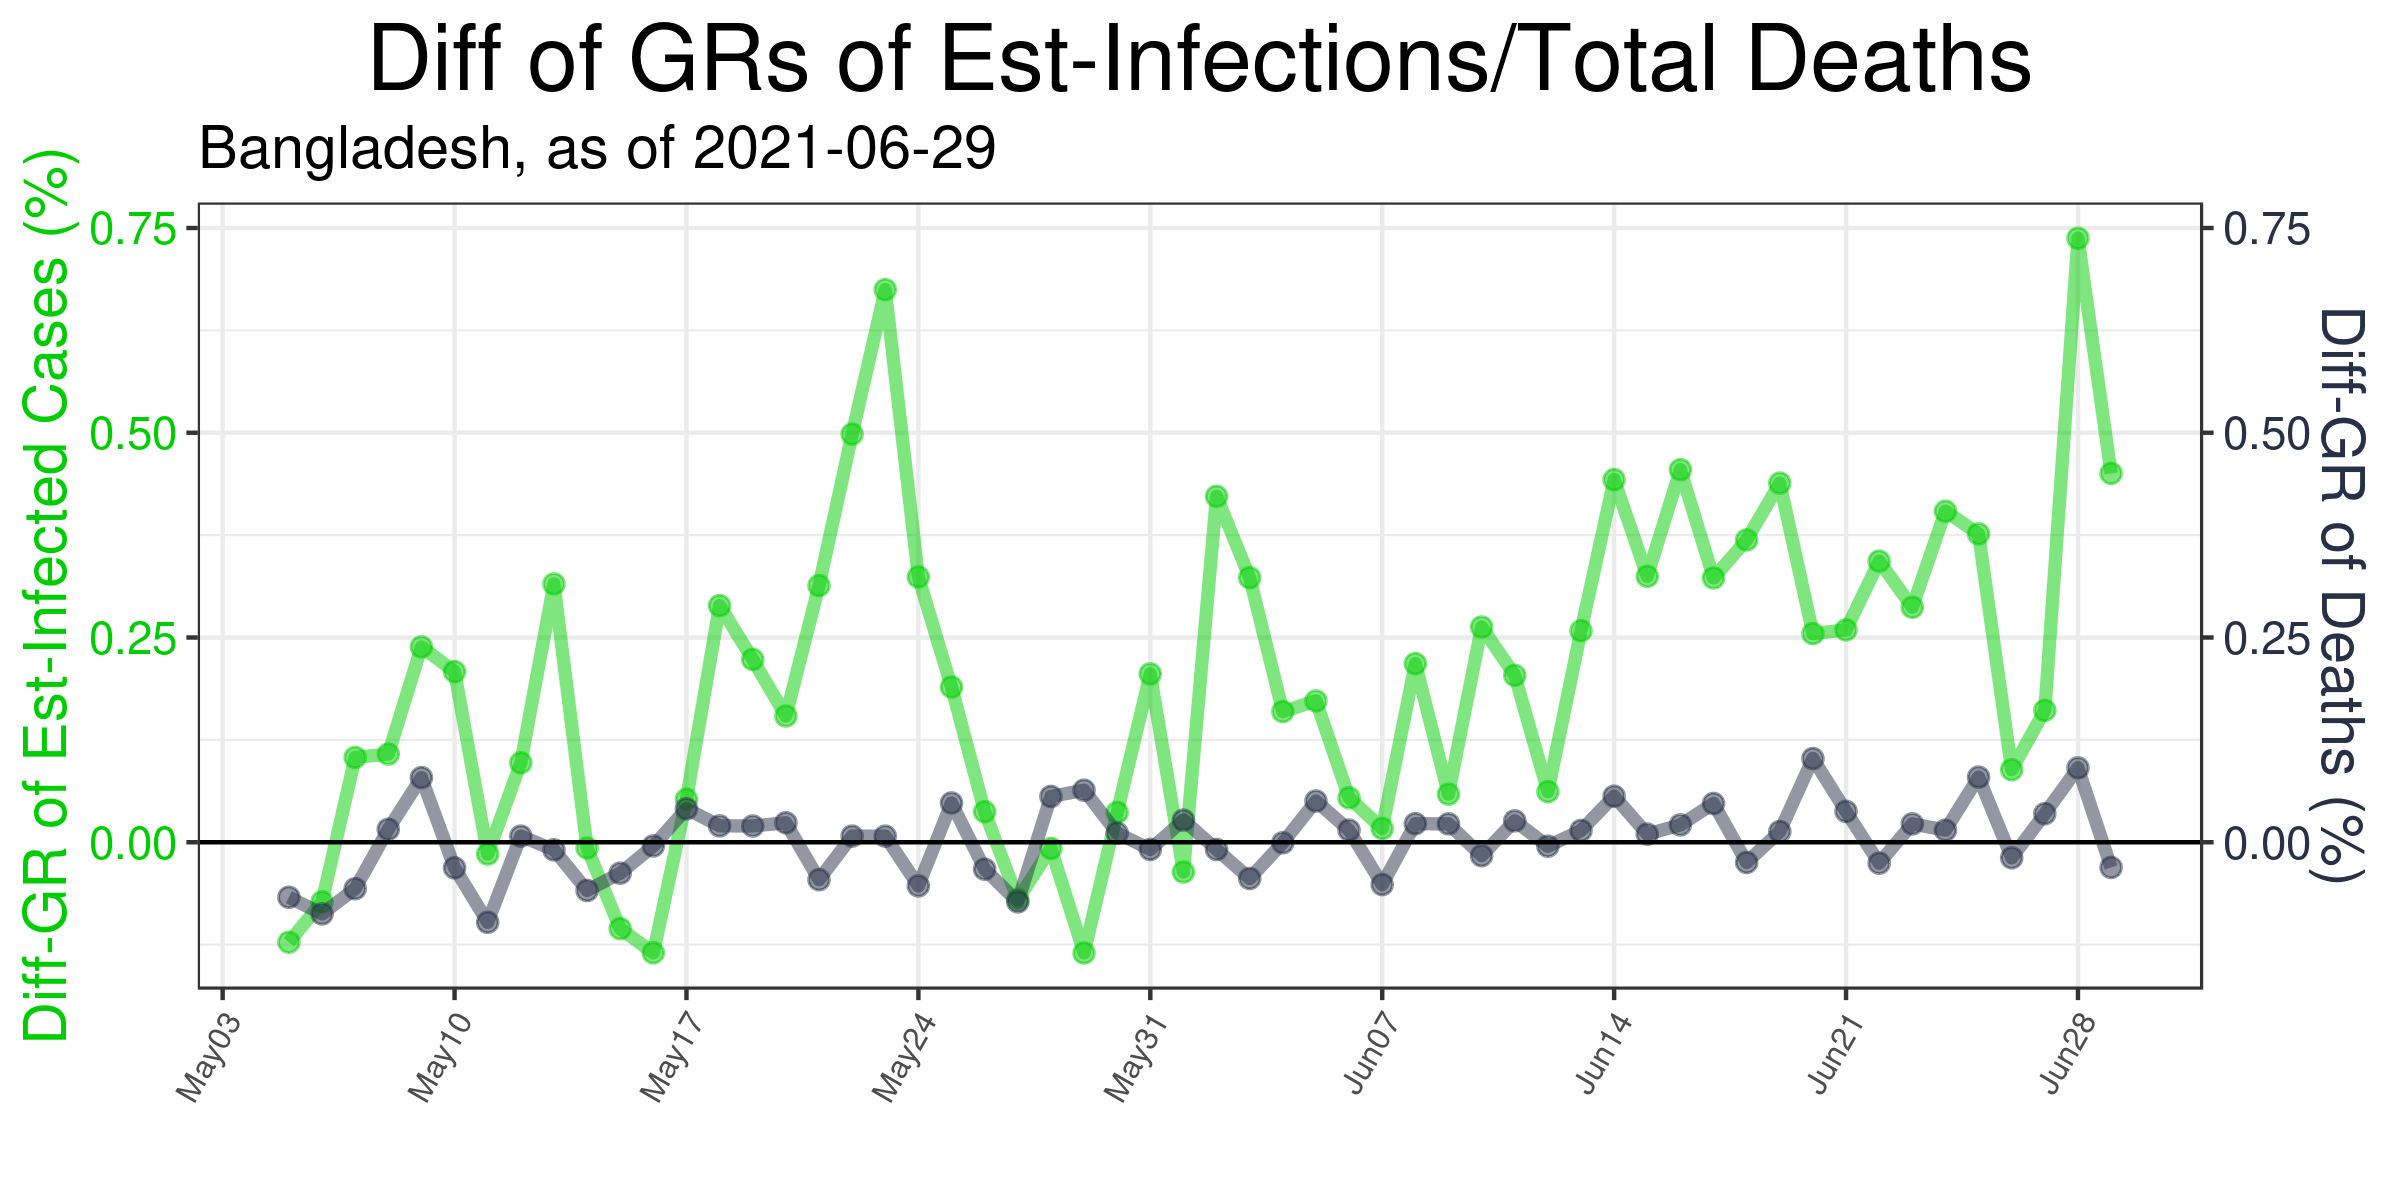 Diff of GRs of Est-Infections/Total Deaths
Bangladesh, as of 2021-06-29
Diff-GR of Est-Infected Cases (%)
0.75
0.50
0.25
0.00
0.75
0.50
0.25
0.00
Diff-GR of Deaths (%)
May03
May10
May17
May24
May31
Jun07
Jun14
Jun21
Jun28